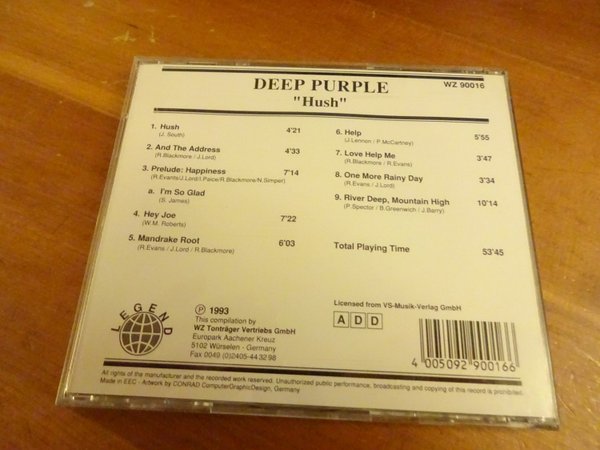 DEEP PURPLE
WZ 90016
"Hush"
1. Hush 4'21
(J. South)
2. And The Address 4'33
(R.Blackmore / J.Lord)
3. Prelude: Happiness 7'14
(R.Evants/J.Lord/I.Paice/R.Blackmore/N.Simper)
a. I'm So Glad
(S. James)
4. Hey Joe 7'22
(W.M. Roberts)
5. Mandrake Root 6'03
(R.Evans / J.Lord / R.Blackmore)
6. Help 5'55
(J.Lennon / P.McCartney)
7. Love Help Me 3'47
(R.Blackmore / R.Evans)
8. One More Rainy Day 3'34
(R.Evans / J.Lord)
9. River Deep, Mountain High 10'14
(P.Spector / B.Greenwich / J.Barry)
Total Playing Time 53'45
LEGEND
Ⓟ 1993
This compilation by
WZ Tonträger Vertriebs GmbH
Europark Aachener Kreuz
5102 Würselen - Germany
Fax 0049 (0)2405-44 32 98
Licensed from VS-Musik-Verlag GmbH
A D D
4 005092 900166
All rights of the manufacturer and the recorded work reserved. Unauthorized public performance, broadcasting and copying of this record is prohibited.
Made in EEC - Artwork by CONRAD ComputerGraphicDesign, Germany